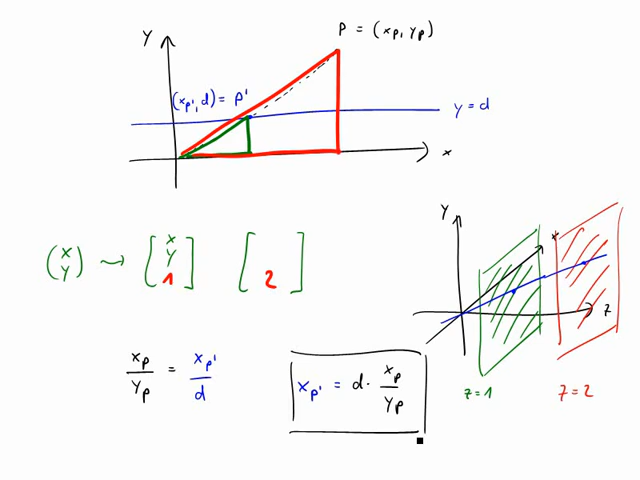 Y
P = (xₚ, yₚ)
(xₚ', d) = P'
y = d
x
Y
x
z
(x y) ⇝ [x y 1] [2]
z = 1
z = 2
xₚ/yₚ = xₚ'/d
xₚ' = d · xₚ/yₚ